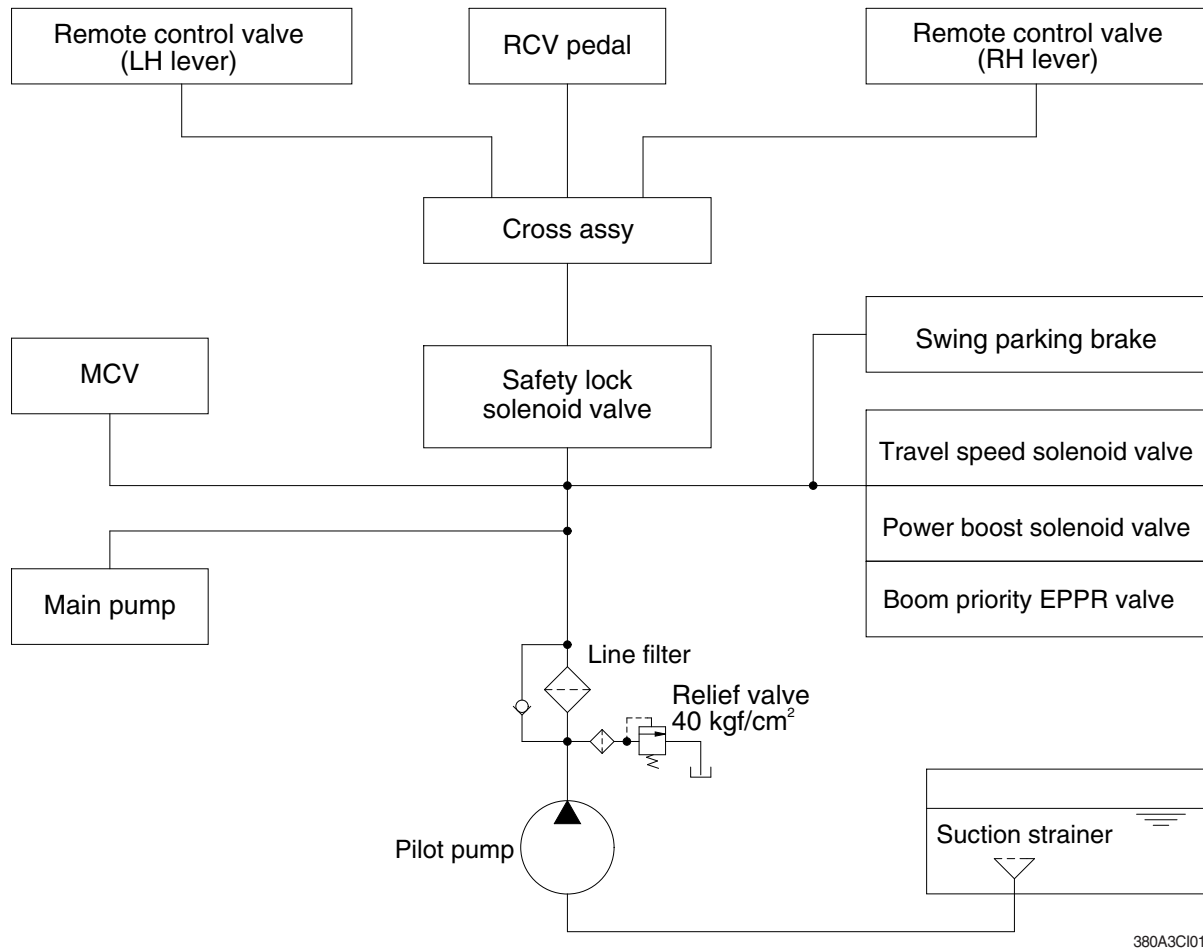 Remote control valve
(LH lever)
RCV pedal
Remote control valve
(RH lever)
Cross assy
Swing parking brake
MCV
Safety lock
solenoid valve
Travel speed solenoid valve
Power boost solenoid valve
Main pump
Boom priority EPPR valve
Line filter
Relief valve
40 kgf/cm²
Suction strainer
Pilot pump
380A3CI01